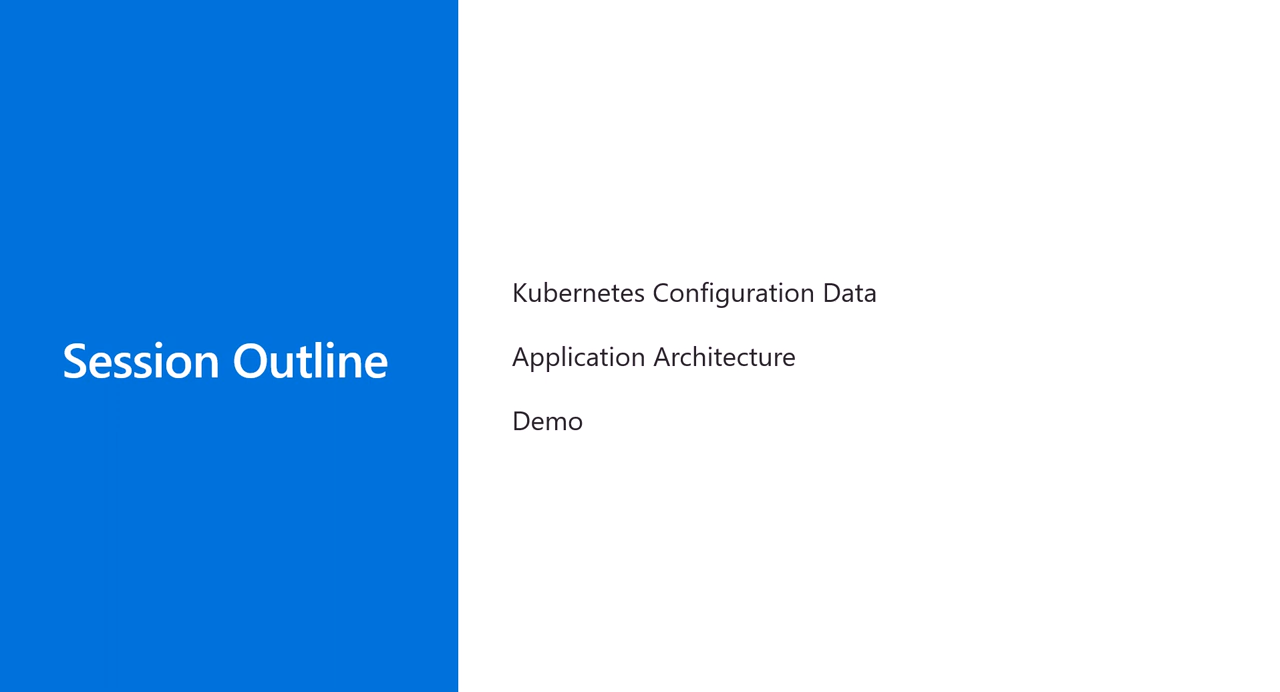 Session Outline
Kubernetes Configuration Data
Application Architecture
Demo